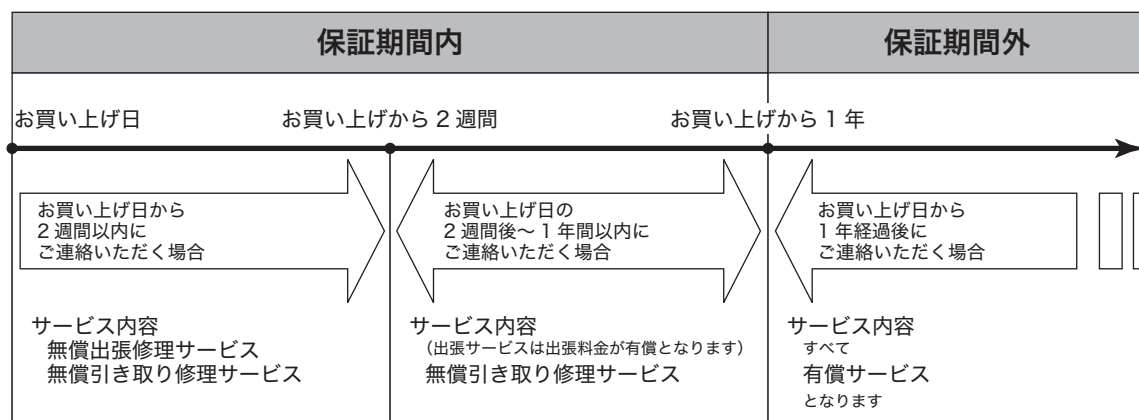 保証期間内
保証期間外
お買い上げ日
お買い上げから 2 週間
お買い上げから 1 年
お買い上げ日から
2 週間以内に
ご連絡いただく場合
お買い上げ日の
2 週間後～ 1 年間以内に
ご連絡いただく場合
お買い上げ日から
1 年経過後に
ご連絡いただく場合
サービス内容
無償出張修理サービス
無償引き取り修理サービス
サービス内容
（出張サービスは出張料金が有償となります）
無償引き取り修理サービス
サービス内容
すべて
有償サービス
となります